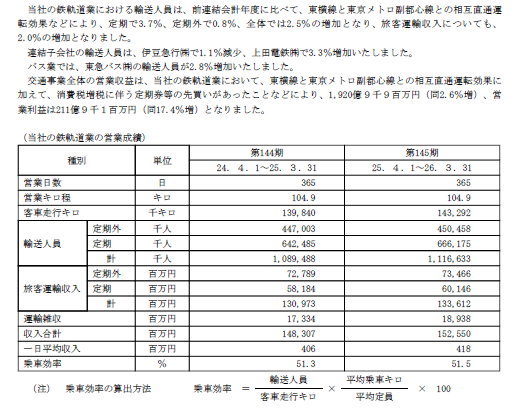 当社の鉄軌道業における輸送人員は、前連結会計年度に比べて、東横線と東京メトロ副都心線との相互直通運
転効果などにより、定期で3.7%、定期外で0.8%、全体では2.5%の増加となり、旅客運輸収入についても、
2.0%の増加となりました。
連結子会社の輸送人員は、伊豆急行㈱で1.1%減少、上田電鉄㈱で3.3%増加いたしました。
バス業では、東急バス㈱の輸送人員が2.8%増加いたしました。
交通事業全体の営業収益は、当社の鉄軌道業において、東横線と東京メトロ副都心線との相互直通運転効果に
加えて、消費税増税に伴う定期券等の先買いがあったことなどにより、1,920億9千9百万円(同2.6%増)、営
業利益は211億9千1百万円(同17.4%増)となりました。
(当社の鉄軌道業の営業成績)
種別 単位 第144期 第145期
24. 4. 1~25. 3. 31 25. 4. 1~26. 3. 31
営業日数 日 365 365
営業キロ程 キロ 104.9 104.9
客車走行キロ 千キロ 139,840 143,292
輸送人員 定期外 千人 447,003 450,458
定期 千人 642,485 666,175
計 千人 1,089,488 1,116,633
旅客運輸収入 定期外 百万円 72,789 73,466
定期 百万円 58,184 60,146
計 百万円 130,973 133,612
運輸雑収 百万円 17,334 18,938
収入合計 百万円 148,307 152,550
一日平均収入 百万円 406 418
乗車効率 % 51.3 51.5
(注) 乗車効率の算出方法 乗車効率 = 輸送人員 / 客車走行キロ × 平均乗車キロ / 平均定員 × 100